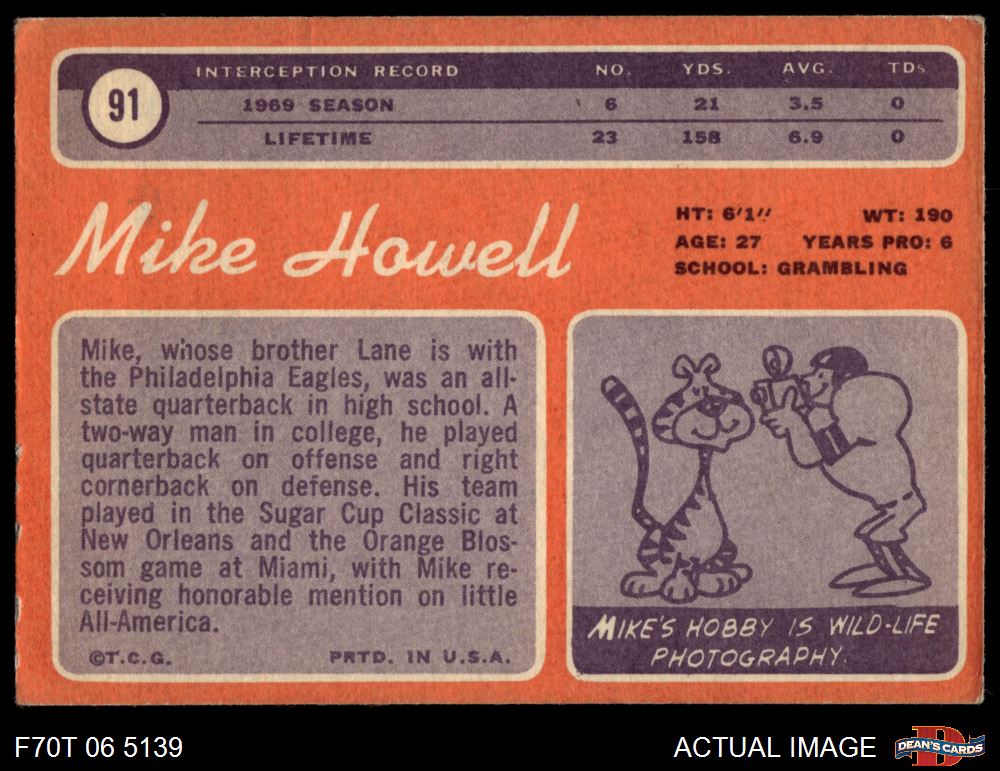 91
INTERCEPTION RECORD NO. YDS. AVG. TDs
1969 SEASON 6 21 3.5 0
LIFETIME 23 158 6.9 0
Mike Howell
HT: 6'1" WT: 190
AGE: 27 YEARS PRO: 6
SCHOOL: GRAMBLING
Mike, whose brother Lane is with
the Philadelphia Eagles, was an all-
state quarterback in high school. A
two-way man in college, he played
quarterback on offense and right
cornerback on defense. His team
played in the Sugar Cup Classic at
New Orleans and the Orange Blos-
som game at Miami, with Mike re-
ceiving honorable mention on little
All-America.
©T.C.G. PRTD. IN U.S.A.
MIKE'S HOBBY IS WILD-LIFE
PHOTOGRAPHY.
F70T 06 5139
ACTUAL IMAGE
D
DEAN'S CARDS